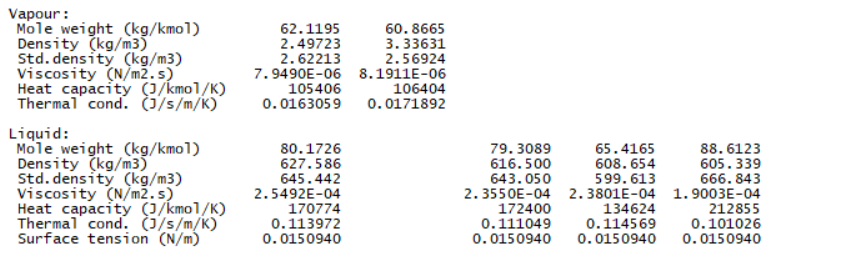 Vapour:
Mole weight (kg/kmol) 62.1195 60.8665
Density (kg/m3) 2.49723 3.33631
Std.density (kg/m3) 2.62213 2.56924
Viscosity (N/m2.s) 7.9490E-06 8.1911E-06
Heat capacity (J/kmol/K) 105406 106404
Thermal cond. (J/s/m/K) 0.0163059 0.0171892
Liquid:
Mole weight (kg/kmol) 80.1726 79.3089 65.4165 88.6123
Density (kg/m3) 627.586 616.500 608.654 605.339
Std.density (kg/m3) 645.442 643.050 599.613 666.843
Viscosity (N/m2.s) 2.5492E-04 2.3550E-04 2.3801E-04 1.9003E-04
Heat capacity (J/kmol/K) 170774 172400 134624 212855
Thermal cond. (J/s/m/K) 0.113972 0.111049 0.114569 0.101026
Surface tension (N/m) 0.0150940 0.0150940 0.0150940 0.0150940